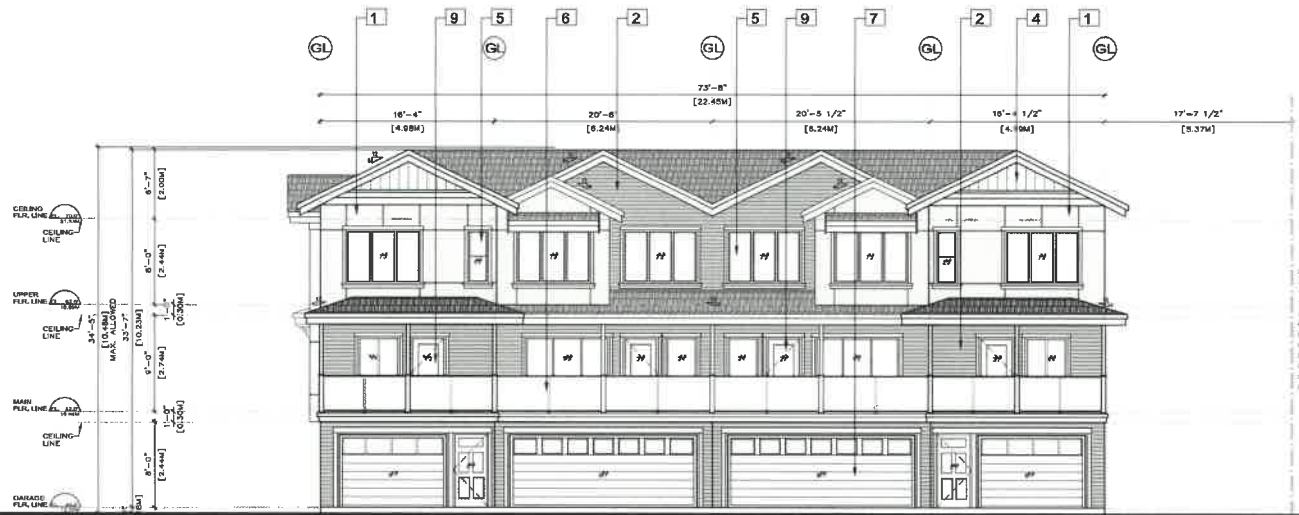 1 9 5 6 2 5 9 7 2 4 1
GL GL GL GL GL
73'-8"
[22.45M]
16'-4" 20'-6" 20'-5 1/2" 17'-7 1/2"
[4.98M] [6.24M] [6.24M] [5.37M]
6'-7"
[2.00M]
CEILING
FLR. LINE
CEILING
LINE
8'-0"
[2.44M]
UPPER
FLR. LINE
CEILING
LINE
1'-0"
[0.30M]
34'-5"
[10.49M]
MAX. ALLOWED
33'-7"
[10.23M]
9'-0"
[2.74M]
MAIN
FLR. LINE
CEILING
LINE
1'-0"
[0.30M]
8'-0"
[2.44M]
GARAGE
FLR. LINE